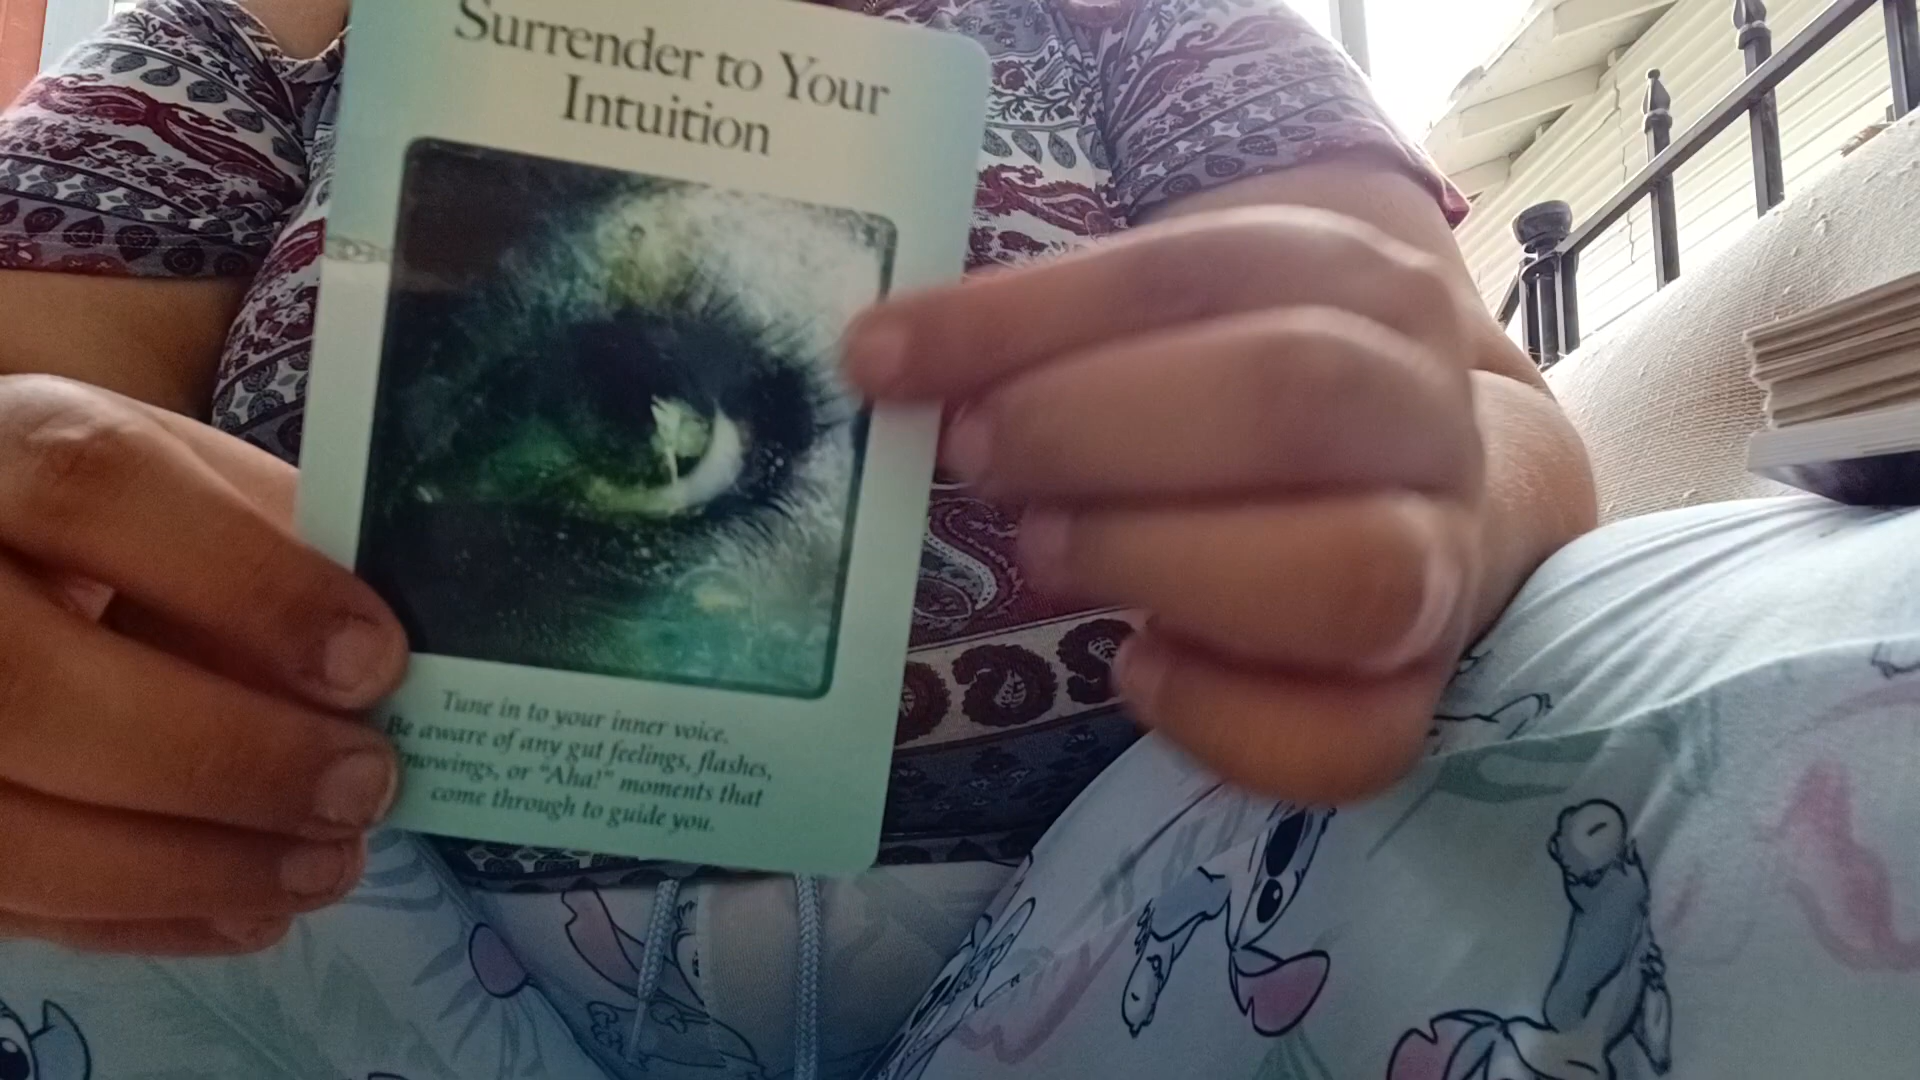 Surrender to Your
Intuition
Tune in to your inner voice.
Be aware of any gut feelings, flashes,
knowings, or "Aha!" moments that
come through to guide you.